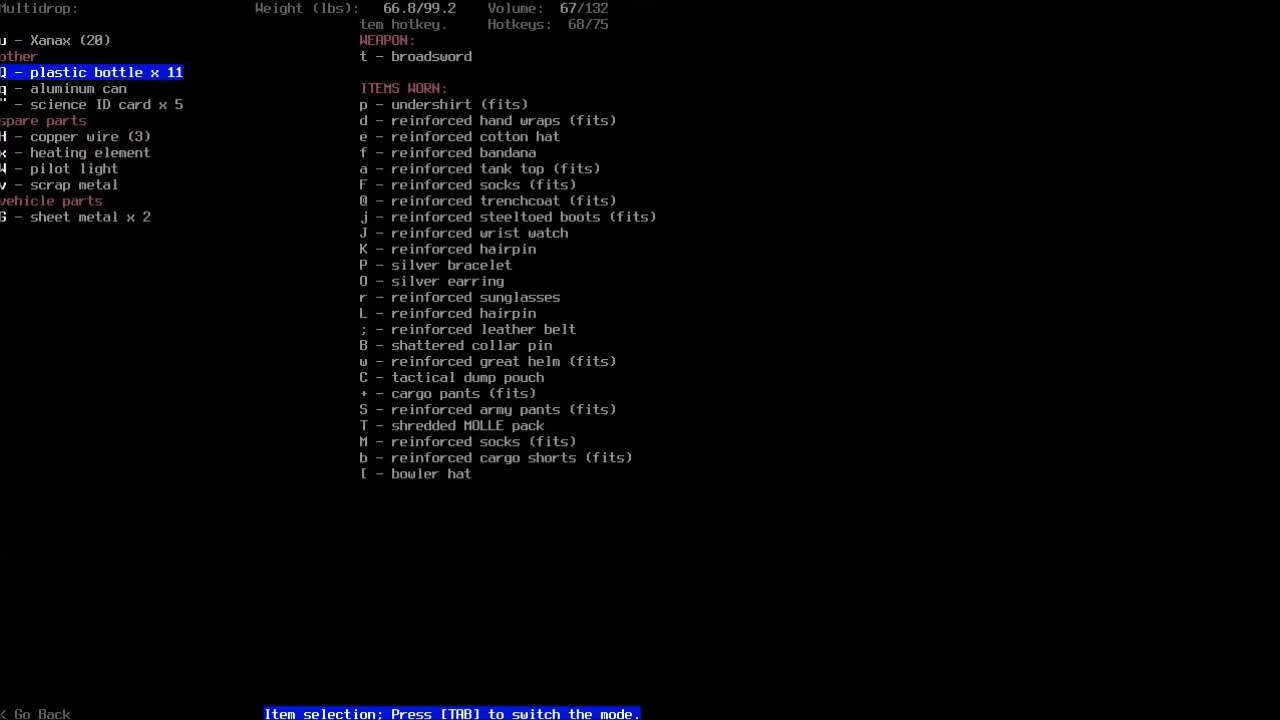 Multidrop: Weight (lbs): 66.8/99.2 Volume: 67/132
tem hotkey. Hotkeys: 68/75
u - Xanax (20)
other
Q - plastic bottle x 11
q - aluminum can
" - science ID card x 5
spare parts
H - copper wire (3)
x - heating element
W - pilot light
v - scrap metal
vehicle parts
G - sheet metal x 2
WEAPON:
t - broadsword
ITEMS WORN:
p - undershirt (fits)
d - reinforced hand wraps (fits)
e - reinforced cotton hat
f - reinforced bandana
a - reinforced tank top (fits)
F - reinforced socks (fits)
@ - reinforced trenchcoat (fits)
j - reinforced steeltoed boots (fits)
J - reinforced wrist watch
K - reinforced hairpin
P - silver bracelet
O - silver earring
r - reinforced sunglasses
L - reinforced hairpin
; - reinforced leather belt
B - shattered collar pin
w - reinforced great helm (fits)
C - tactical dump pouch
+ - cargo pants (fits)
S - reinforced army pants (fits)
T - shredded MOLLE pack
M - reinforced socks (fits)
b - reinforced cargo shorts (fits)
[ - bowler hat
< Go Back
Item selection; Press [TAB] to switch the mode.